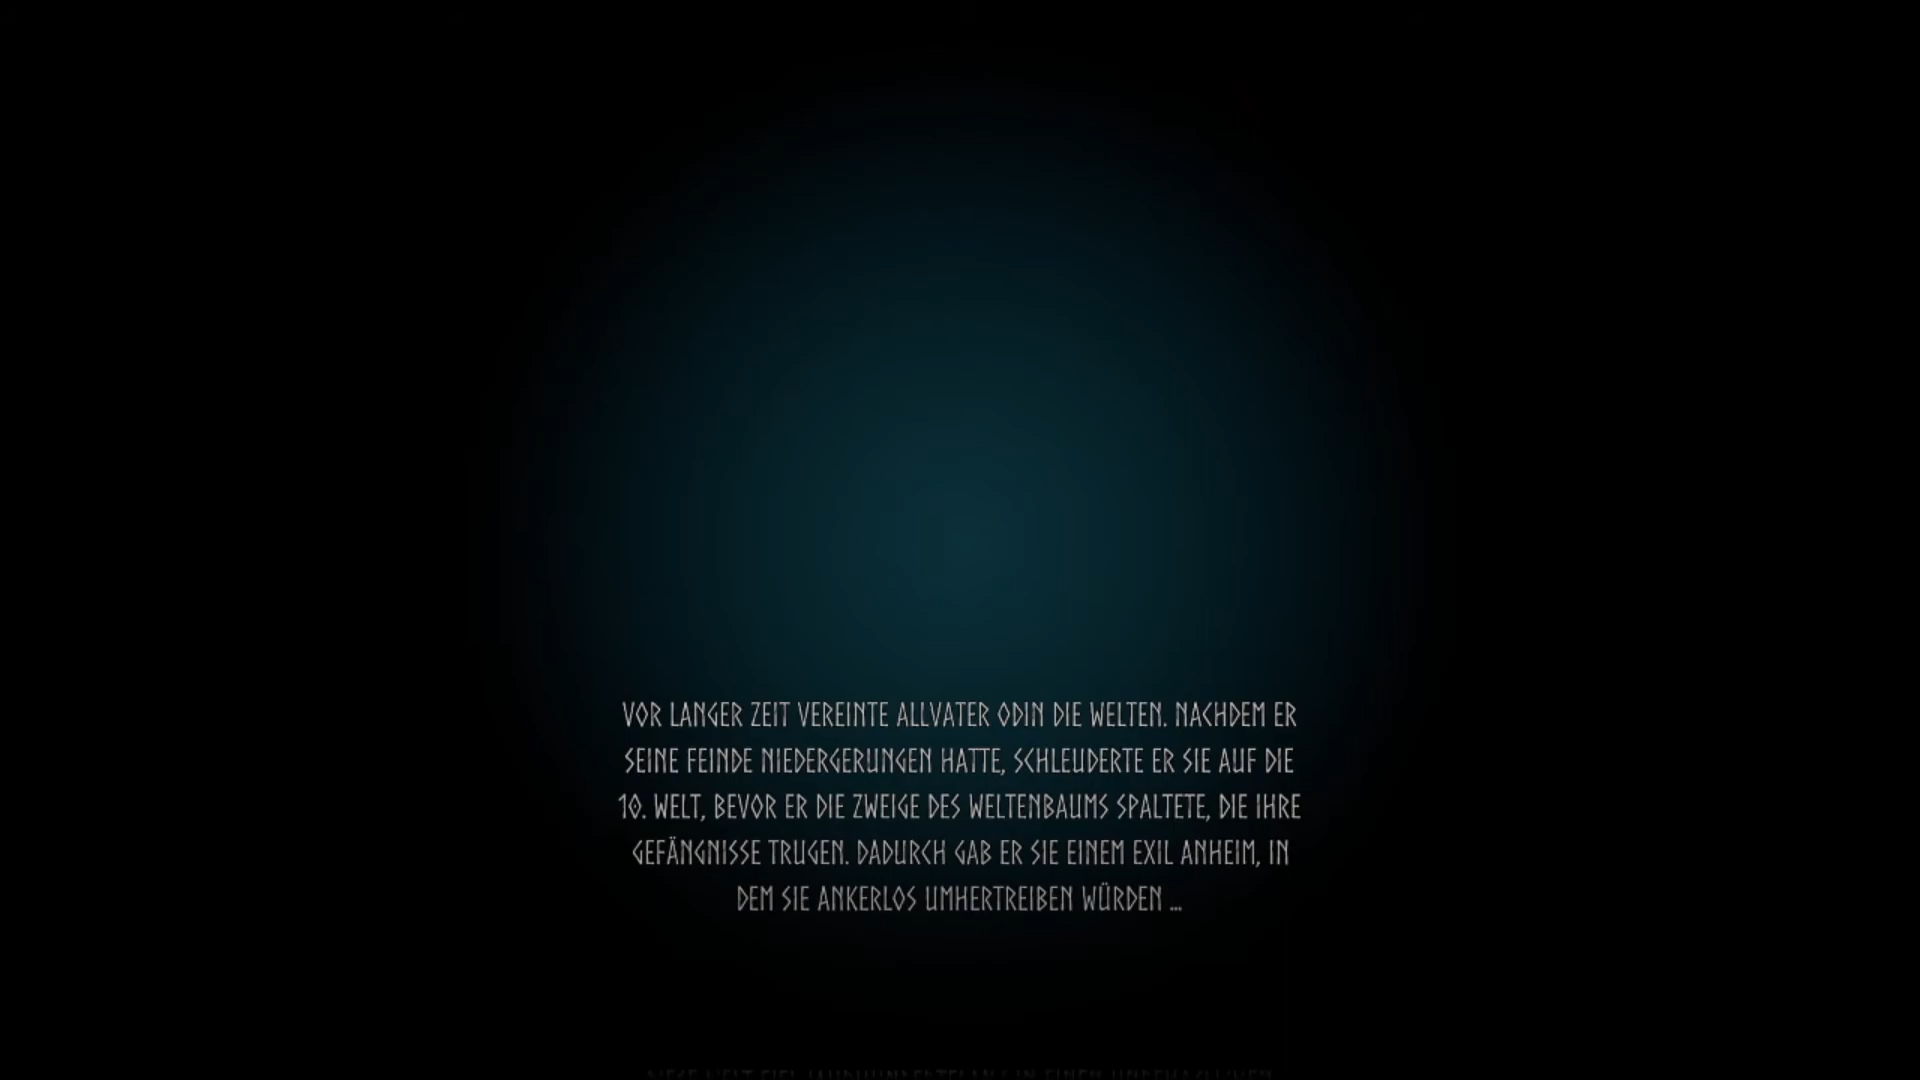 VOR LANGER ZEIT VEREINTE ALLVATER ODIN DIE WELTEN. NACHDEM ER
SEINE FEINDE NIEDERGERUNGEN HATTE, SCHLEUDERTE ER SIE AUF DIE
10. WELT, BEVOR ER DIE ZWEIGE DES WELTENBAUMS SPALTETE, DIE IHRE
GEFÄNGNISSE TRUGEN. DADURCH GAB ER SIE EINEM EXIL ANHEIM, IN
DEM SIE ANKERLOS UMHERTREIBEN WÜRDEN ...